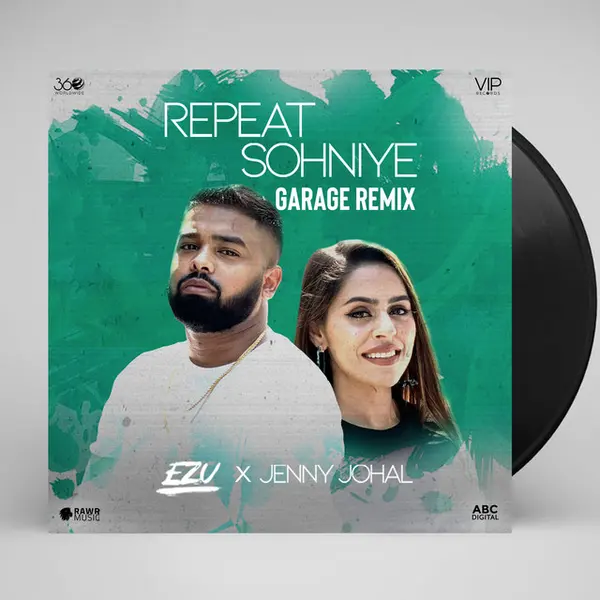 360
WORLDWIDE
VIP
RECORDS
REPEAT
SOHNIYE
GARAGE REMIX
EZU X JENNY JOHAL
RAWR
MUSIC
ABC
DIGITAL